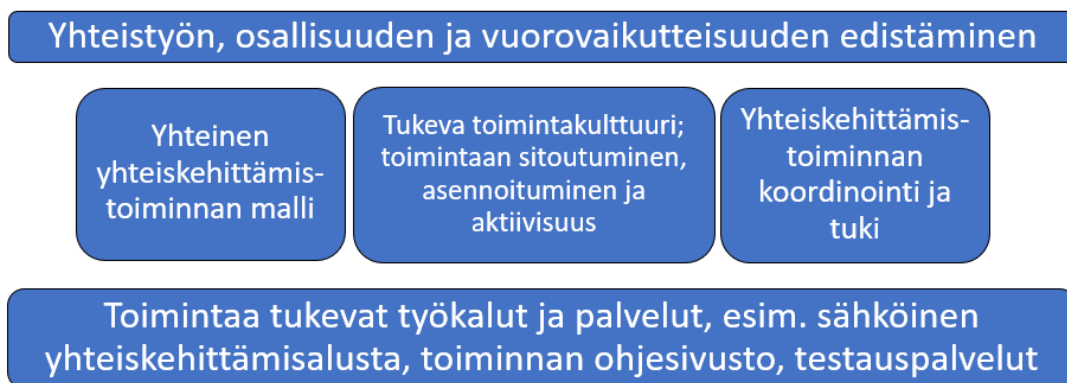 Yhteistyön, osallisuuden ja vuorovaikutteisuuden edistäminen
Yhteinen
yhteiskehittämis-
toiminnan malli
Tukeva toimintakulttuuri;
toimintaan sitoutuminen,
asennoituminen ja
aktiivisuus
Yhteiskehittämis-
toiminnan
koordinointi ja
tuki
Toimintaa tukevat työkalut ja palvelut, esim. sähköinen
yhteiskehittämisalusta, toiminnan ohjesivusto, testauspalvelut